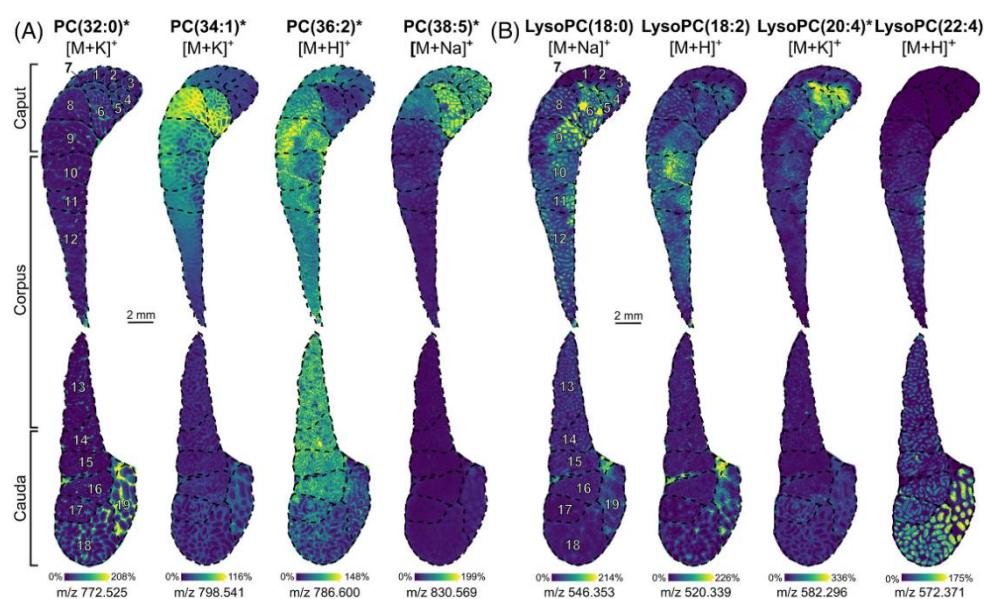 (A) PC(32:0)* PC(34:1)* PC(36:2)* PC(38:5)* (B) LysoPC(18:0) LysoPC(18:2) LysoPC(20:4)* LysoPC(22:4)
[M+K]⁺ [M+K]⁺ [M+H]⁺ [M+Na]⁺ [M+Na]⁺ [M+H]⁺ [M+K]⁺ [M+H]⁺
7 7
1 2 1 2
3 3
Caput 8 4 8 4
6 5 6 5
9 9
10 10
11 11
12 12
Corpus
2 mm 2 mm
13 13
14 14
15 15
16 16
Cauda 17 19 17 19
18 18
0% 208% 0% 116% 0% 148% 0% 199% 0% 214% 0% 226% 0% 336% 0% 175%
m/z 772.525 m/z 798.541 m/z 786.600 m/z 830.569 m/z 546.353 m/z 520.339 m/z 582.296 m/z 572.371